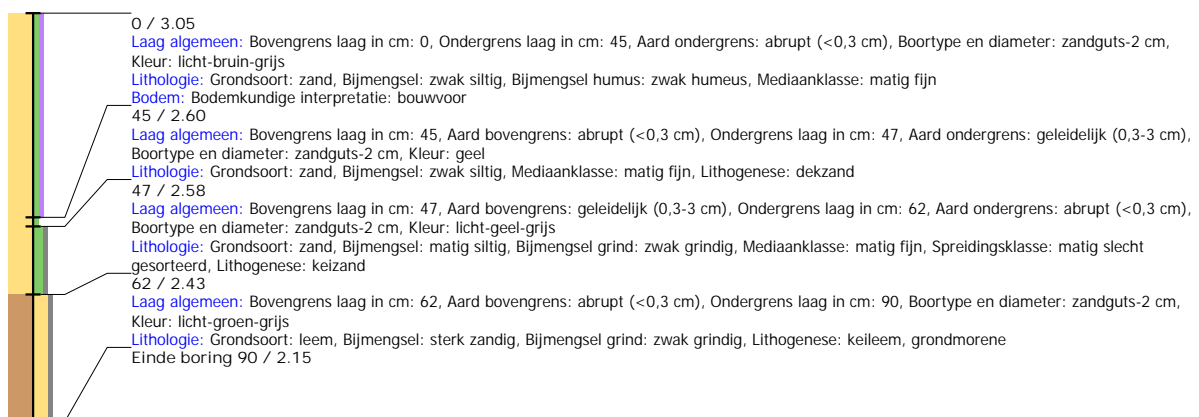 0 / 3.05
Laag algemeen: Bovengrens laag in cm: 0, Ondergrens laag in cm: 45, Aard ondergrens: abrupt (<0,3 cm), Boortype en diameter: zandguts-2 cm,
Kleur: licht-bruin-grijs
Lithologie: Grondsoort: zand, Bijmengsel: zwak siltig, Bijmengsel humus: zwak humeus, Mediaanklasse: matig fijn
Bodem: Bodemkundige interpretatie: bouwvoor
45 / 2.60
Laag algemeen: Bovengrens laag in cm: 45, Aard bovengrens: abrupt (<0,3 cm), Ondergrens laag in cm: 47, Aard ondergrens: geleidelijk (0,3-3 cm),
Boortype en diameter: zandguts-2 cm, Kleur: geel
Lithologie: Grondsoort: zand, Bijmengsel: zwak siltig, Mediaanklasse: matig fijn, Lithogenese: dekzand
47 / 2.58
Laag algemeen: Bovengrens laag in cm: 47, Aard bovengrens: geleidelijk (0,3-3 cm), Ondergrens laag in cm: 62, Aard ondergrens: abrupt (<0,3 cm),
Boortype en diameter: zandguts-2 cm, Kleur: licht-geel-grijs
Lithologie: Grondsoort: zand, Bijmengsel: matig siltig, Bijmengsel grind: zwak grindig, Mediaanklasse: matig fijn, Spreidingsklasse: matig slecht
gesorteerd, Lithogenese: keizand
62 / 2.43
Laag algemeen: Bovengrens laag in cm: 62, Aard bovengrens: abrupt (<0,3 cm), Ondergrens laag in cm: 90, Boortype en diameter: zandguts-2 cm,
Kleur: licht-groen-grijs
Lithologie: Grondsoort: leem, Bijmengsel: sterk zandig, Bijmengsel grind: zwak grindig, Lithogenese: keileem, grondmorene
Einde boring 90 / 2.15